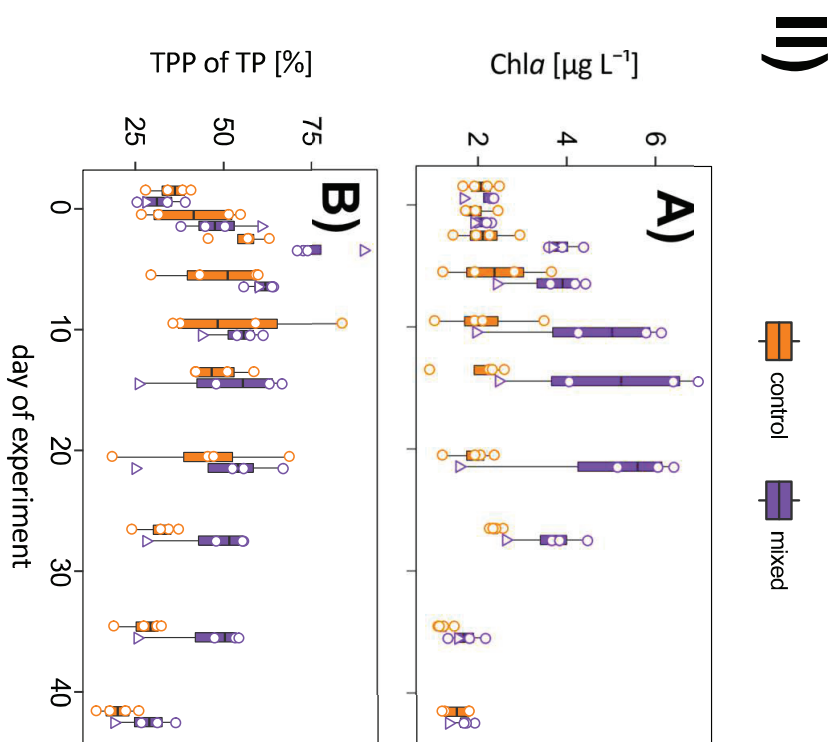 II)
control
mixed
A)
Chla [µg L⁻¹]
6
4
2
B)
TPP of TP [%]
75
50
25
0 10 20 30 40
day of experiment